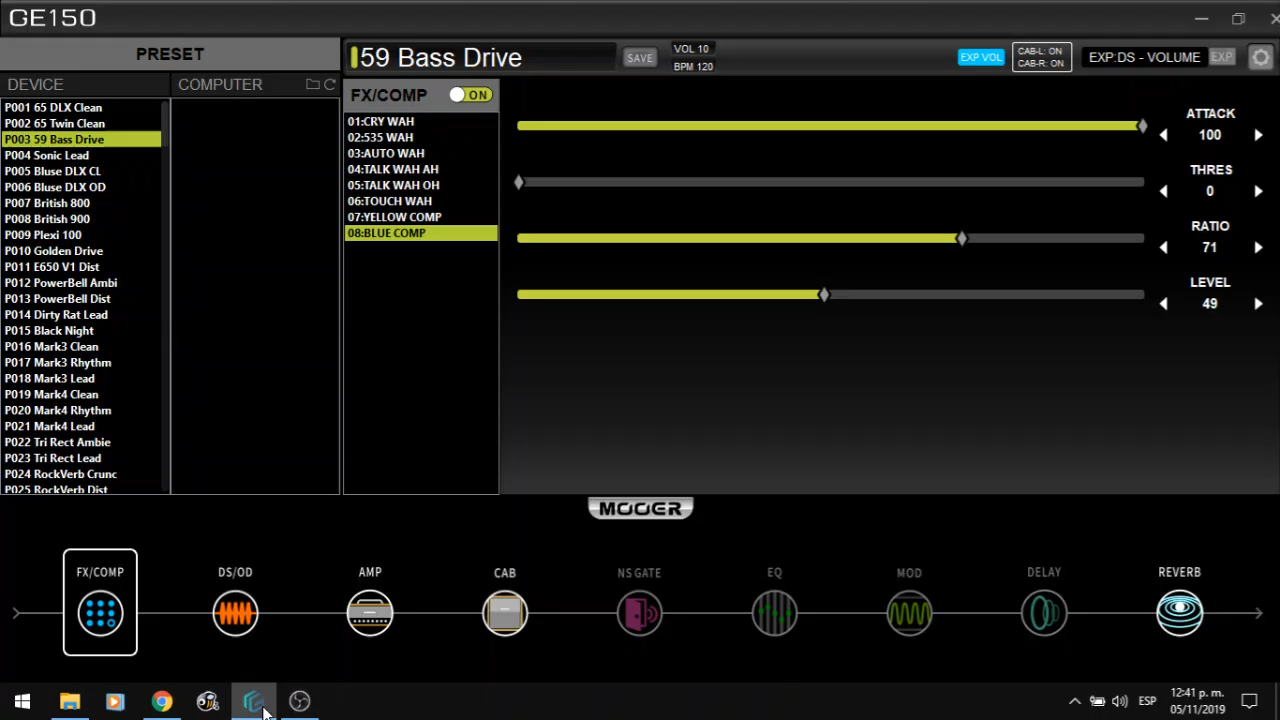 GE150
PRESET
DEVICE
COMPUTER
P001 65 DLX Clean
P002 65 Twin Clean
P003 59 Bass Drive
P004 Sonic Lead
P005 Bluse DLX CL
P006 Bluse DLX OD
P007 British 800
P008 British 900
P009 Plexi 100
P010 Golden Drive
P011 E650 V1 Dist
P012 PowerBell Ambi
P013 PowerBell Dist
P014 Dirty Rat Lead
P015 Black Night
P016 Mark3 Clean
P017 Mark3 Rhythm
P018 Mark3 Lead
P019 Mark4 Clean
P020 Mark4 Rhythm
P021 Mark4 Lead
P022 Tri Rect Ambie
P023 Tri Rect Lead
P024 RockVerb Crunc
P025 RockVerb Dist
59 Bass Drive
SAVE
VOL 10
BPM 120
EXP VOL
CAB-L: ON
CAB-R: ON
EXP:DS - VOLUME
EXP
FX/COMP
ON
01:CRY WAH
02:535 WAH
03:AUTO WAH
04:TALK WAH AH
05:TALK WAH OH
06:TOUCH WAH
07:YELLOW COMP
08:BLUE COMP
ATTACK
100
THRES
0
RATIO
71
LEVEL
49
MOOER
FX/COMP
DS/OD
AMP
CAB
NS GATE
EQ
MOD
DELAY
REVERB
ESP
12:41 p. m.
05/11/2019